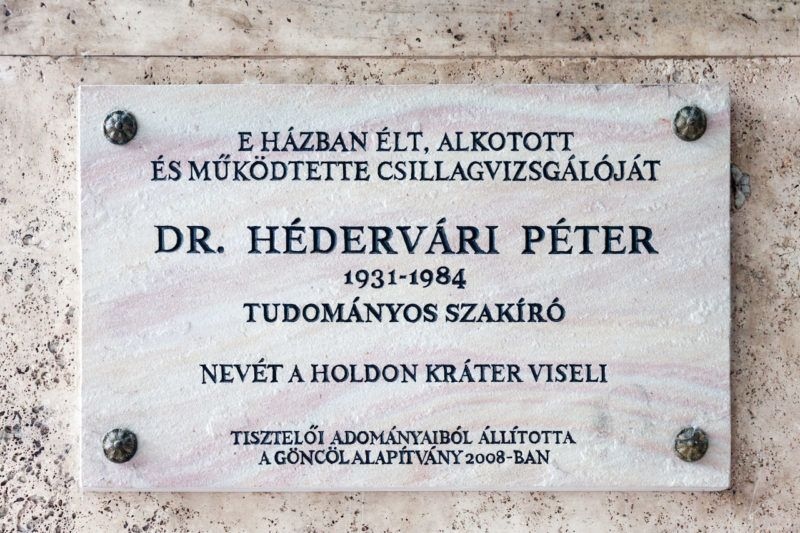 E HÁZBAN ÉLT, ALKOTOTT
ÉS MŰKÖDTETTE CSILLAGVIZSGÁLÓJÁT
DR. HÉDERVÁRI PÉTER
1931-1984
TUDOMÁNYOS SZAKÍRÓ
NEVÉT A HOLDON KRÁTER VISELI
TISZTELŐI ADOMÁNYAIBÓL ÁLLÍTOTTA
A GÖNCÖL ALAPÍTVÁNY 2008-BAN